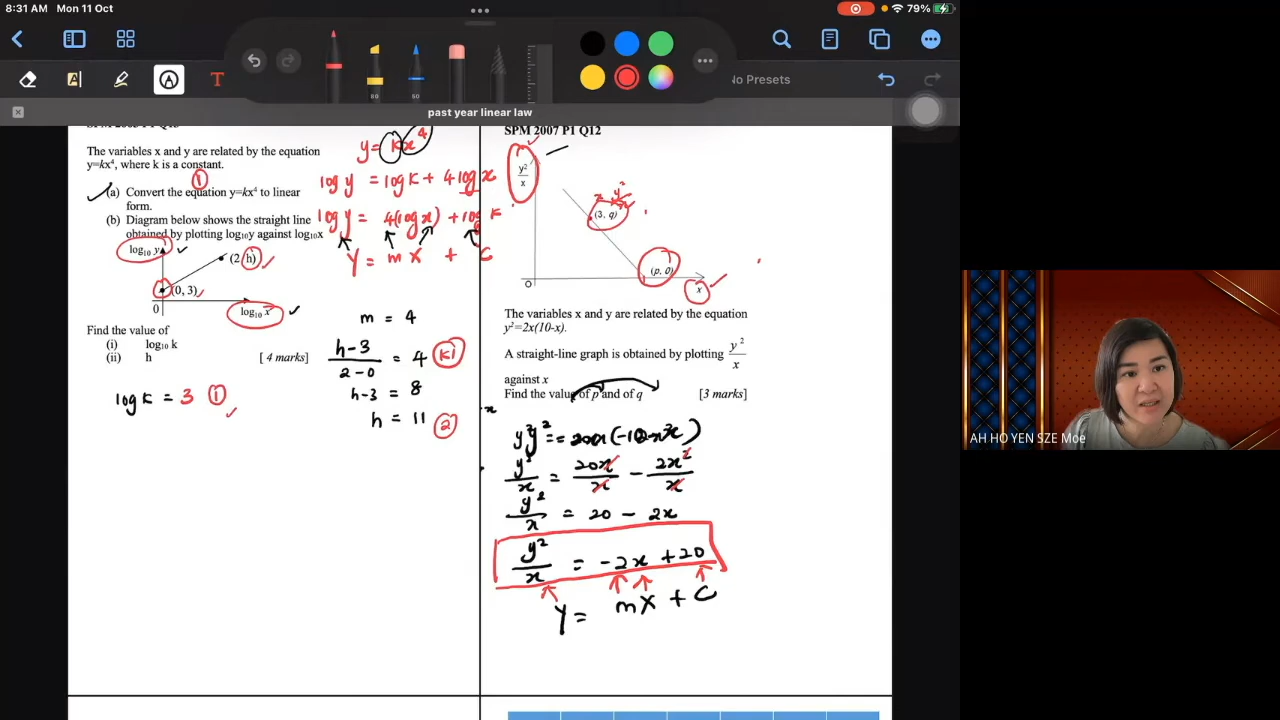 8:31 AM Mon 11 Oct
79%
T
No Presets
80
50
past year linear law
The variables x and y are related by the equation
y=kx⁴, where k is a constant.
(a) Convert the equation y=kx⁴ to linear
form.
①
(b) Diagram below shows the straight line
obtained by plotting log₁₀y against log₁₀x
log₁₀ y
(2, h)
(0, 3)
0
log₁₀ x
Find the value of
(i) log₁₀ k
(ii) h [ 4 marks]
log k = 3 ①
y = kx⁴
log y = log k + 4 log x
log y = 4(log x) + log k
Y = m X + C
m = 4
h-3 / 2-0 = 4 (K1)
h-3 = 8
h = 11 ②
SPM 2007 P1 Q12
y²/x
(3, q)
(p, 0)
O
x
The variables x and y are related by the equation
y²=2x(10-x).
A straight-line graph is obtained by plotting y²/x
against x
Find the value of p and of q [3 marks]
y²/x = 20x/x - 2x²/x
y²/x = 20 - 2x
y²/x = -2x + 20
Y = mX + C
AH HO YEN SZE Moe